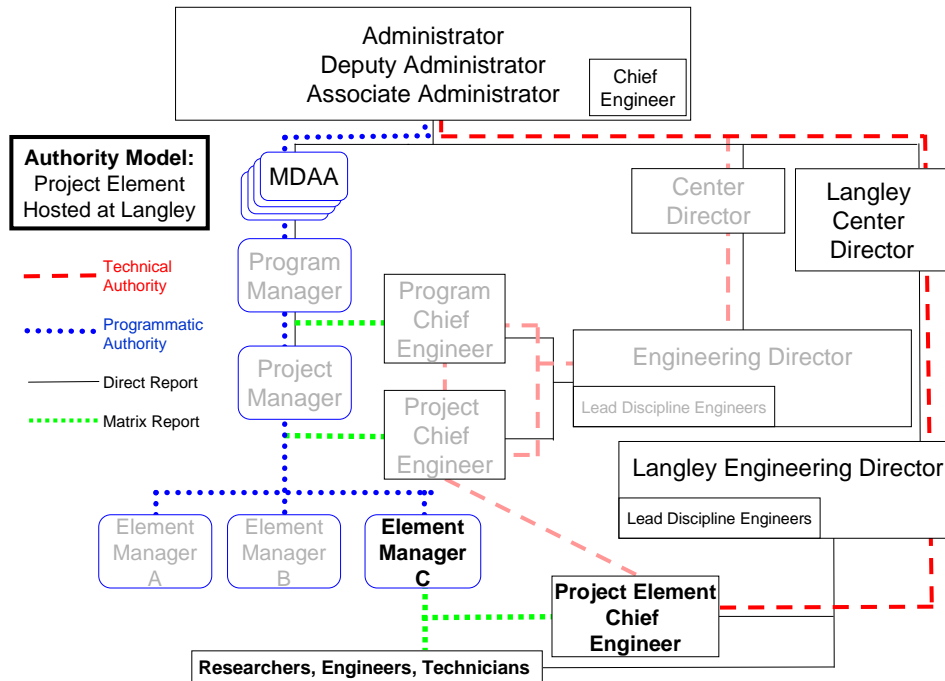 Administrator
Deputy Administrator
Associate Administrator
Chief
Engineer
Authority Model:
Project Element
Hosted at Langley
MDAA
Center
Director
Langley
Center
Director
Technical
Authority
Programmatic
Authority
Direct Report
Matrix Report
Program
Manager
Program
Chief
Engineer
Engineering Director
Lead Discipline Engineers
Project
Manager
Project
Chief
Engineer
Langley Engineering Director
Lead Discipline Engineers
Element
Manager
A
Element
Manager
B
Element
Manager
C
Project Element
Chief
Engineer
Researchers, Engineers, Technicians